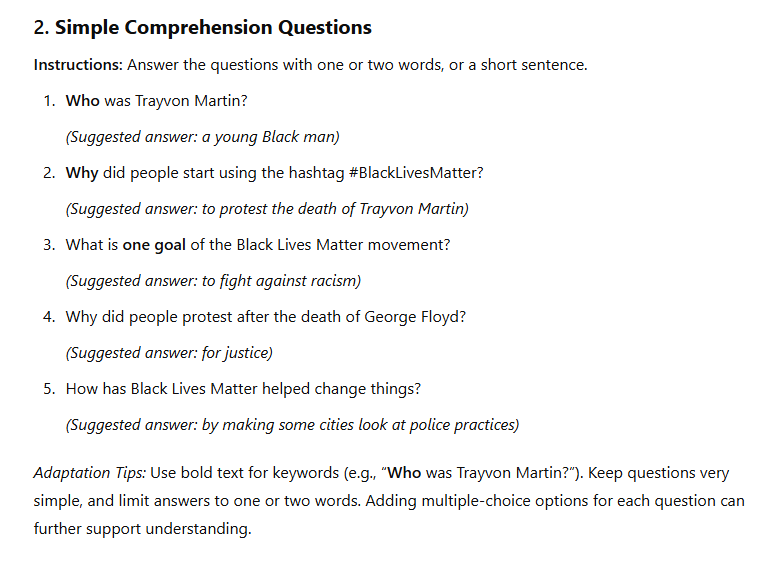 2. Simple Comprehension Questions
Instructions: Answer the questions with one or two words, or a short sentence.
1. Who was Trayvon Martin?
(Suggested answer: a young Black man)
2. Why did people start using the hashtag #BlackLivesMatter?
(Suggested answer: to protest the death of Trayvon Martin)
3. What is one goal of the Black Lives Matter movement?
(Suggested answer: to fight against racism)
4. Why did people protest after the death of George Floyd?
(Suggested answer: for justice)
5. How has Black Lives Matter helped change things?
(Suggested answer: by making some cities look at police practices)
Adaptation Tips: Use bold text for keywords (e.g., “Who was Trayvon Martin?”). Keep questions very
simple, and limit answers to one or two words. Adding multiple-choice options for each question can
further support understanding.